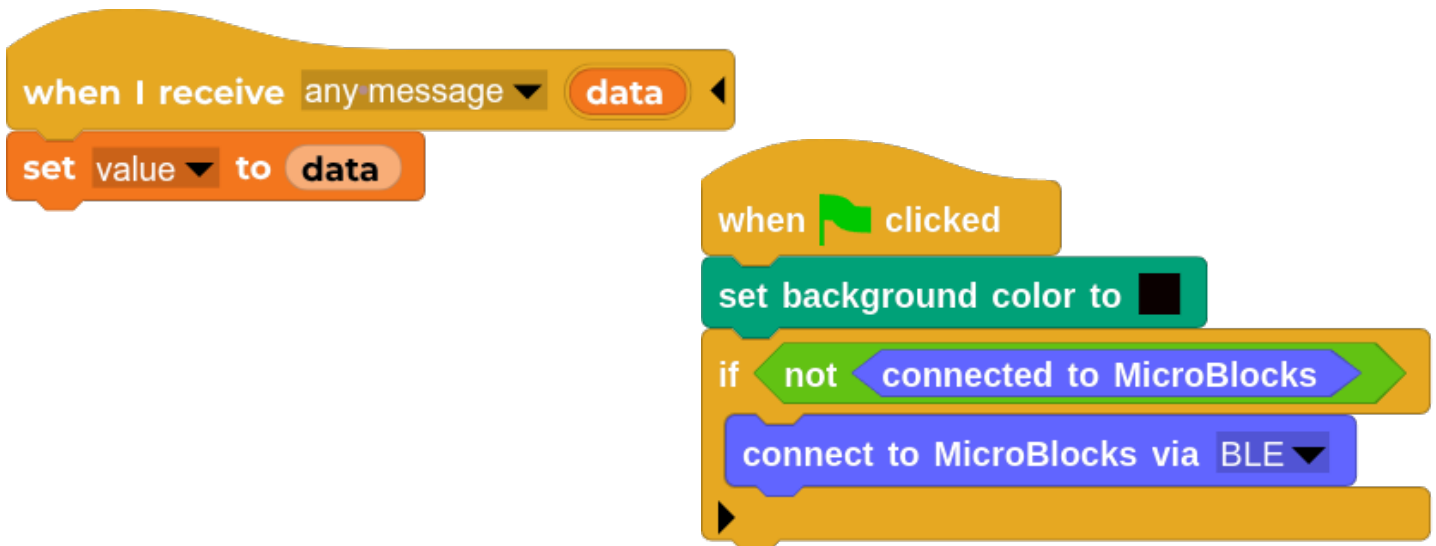 when I receive any message data
set value to data
when clicked
set background color to
if not connected to MicroBlocks
connect to MicroBlocks via BLE